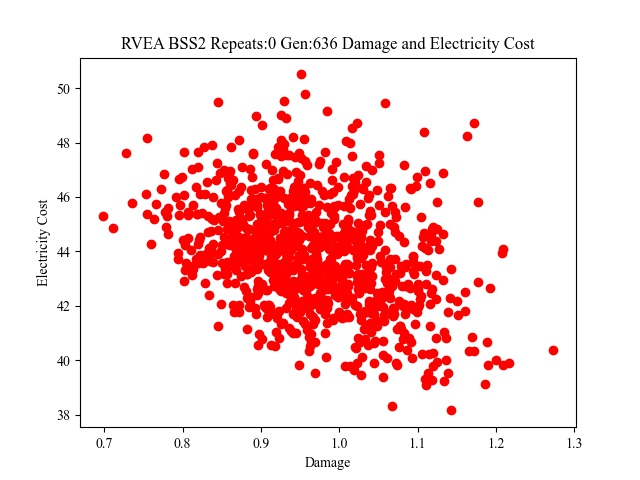 RVEA BSS2 Repeats:0 Gen:636 Damage and Electricity Cost
50
48
46
44
42
40
38
Electricity Cost
0.7 0.8 0.9 1.0 1.1 1.2 1.3
Damage